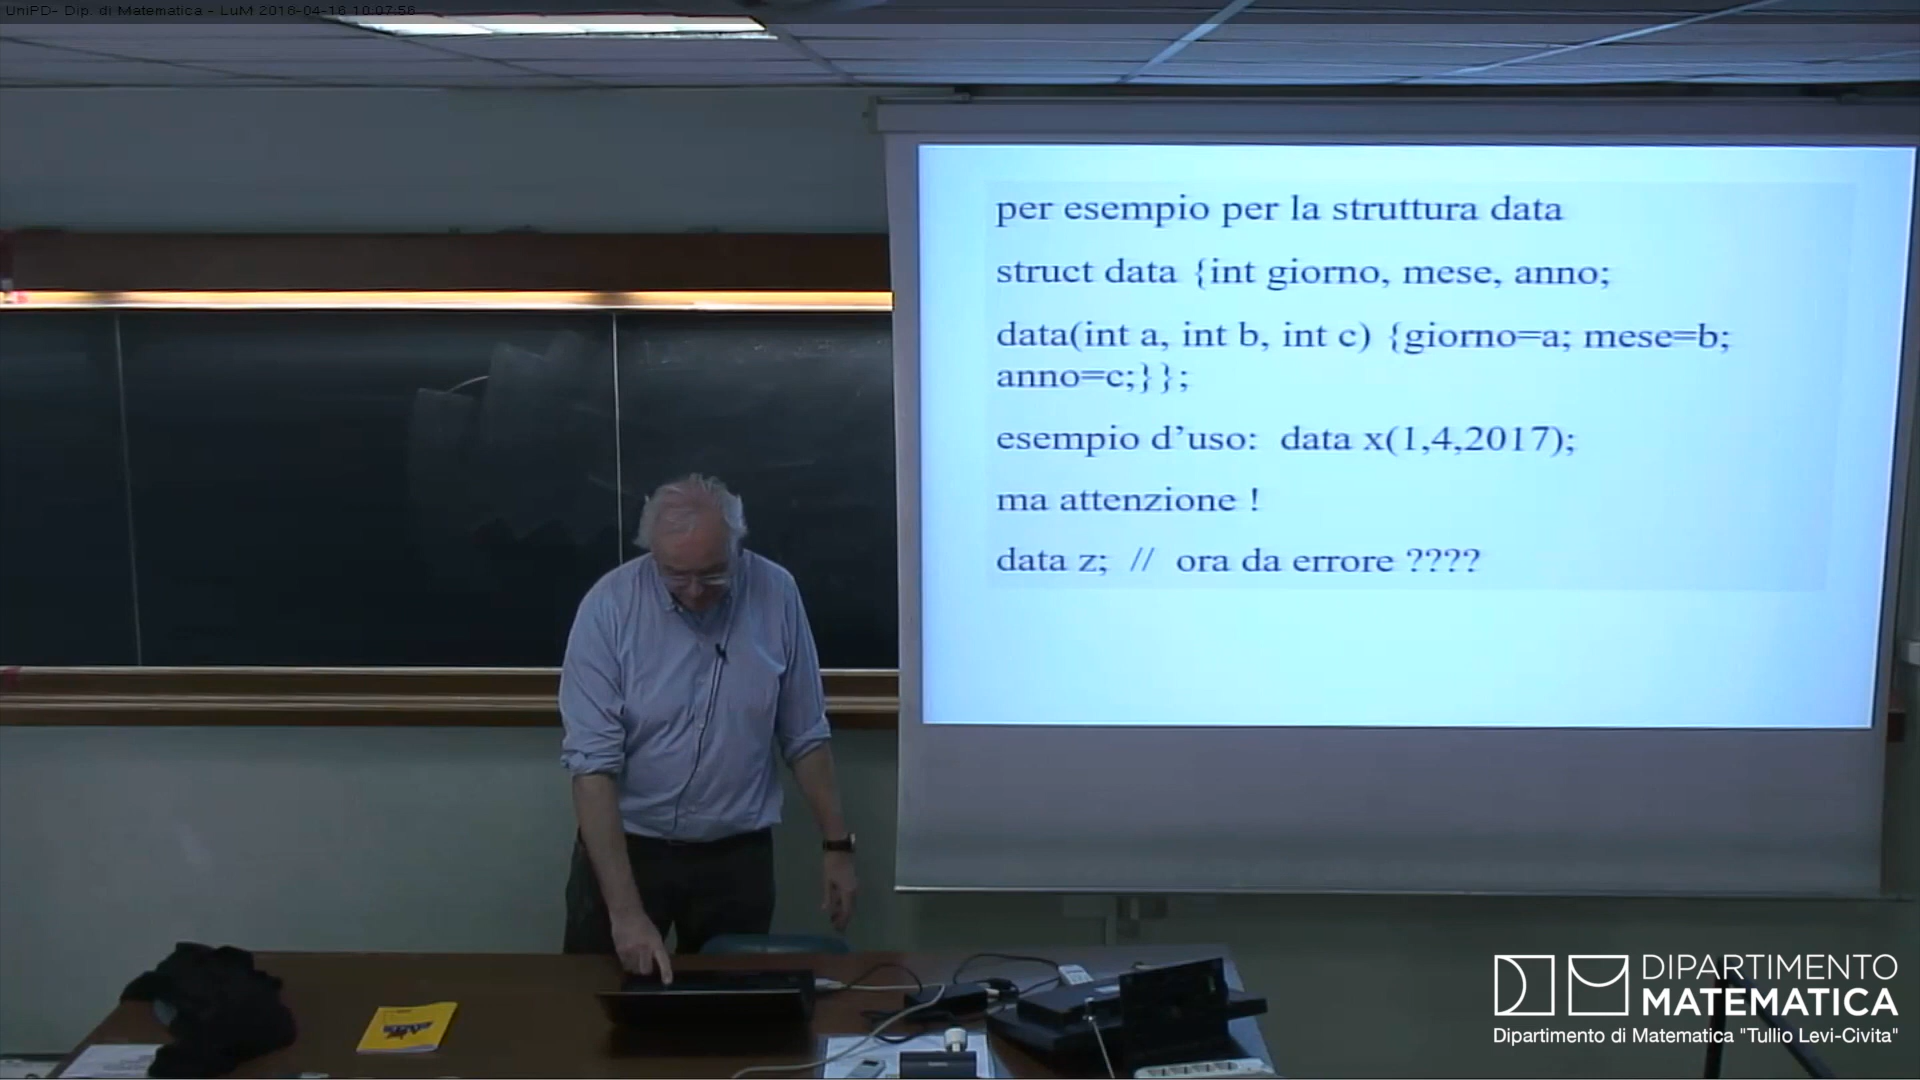 UniPD- Dip. di Matematica - LuM 2018-04-16 10:07:56
per esempio per la struttura data
struct data {int giorno, mese, anno;
data(int a, int b, int c) {giorno=a; mese=b;
anno=c;}};
esempio d’uso:  data x(1,4,2017);
ma attenzione !
data z;  //  ora da errore ????
DIPARTIMENTO
MATEMATICA
Dipartimento di Matematica "Tullio Levi-Civita"